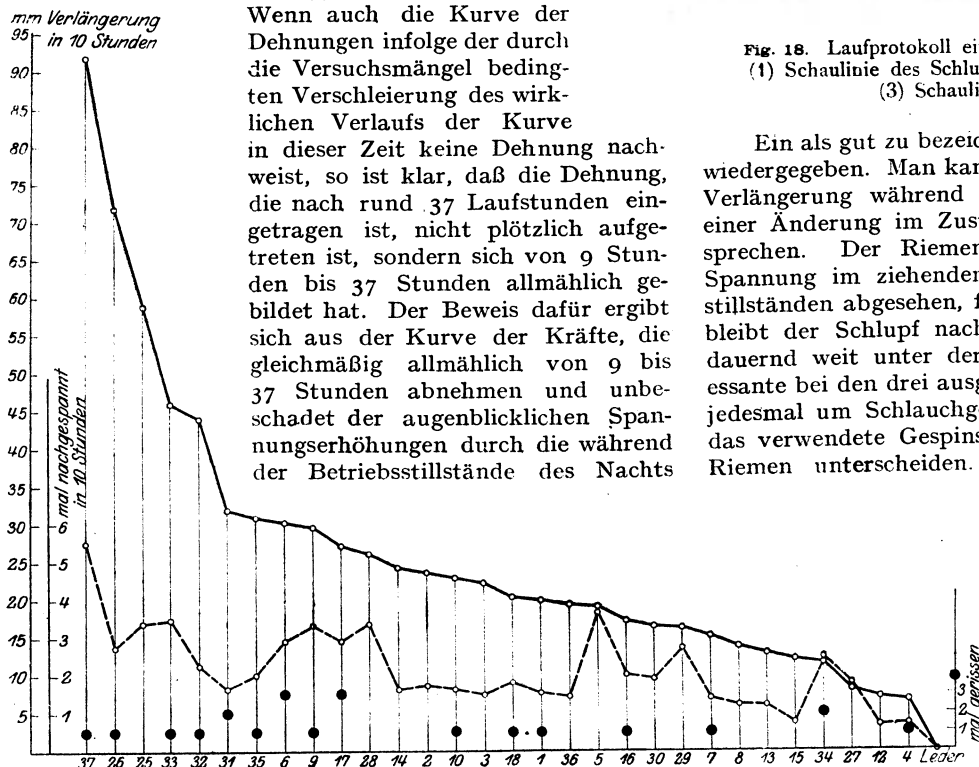 mm Verlängerung
in 10 Stunden
95
90
85
80
75
70
65
60
55
50
45
40
35
30
25
20
15
10
5
mal nachgespannt
in 10 Stunden
6
5
4
3
2
1
Wenn auch die Kurve der
Dehnungen infolge der durch
die Versuchsmängel beding-
ten Verschleierung des wirk-
lichen Verlaufs der Kurve
in dieser Zeit keine Dehnung nach-
weist, so ist klar, daß die Dehnung,
die nach rund 37 Laufstunden ein-
getragen ist, nicht plötzlich aufge-
treten ist, sondern sich von 9 Stun-
den bis 37 Stunden allmählich ge-
bildet hat. Der Beweis dafür ergibt
sich aus der Kurve der Kräfte, die
gleichmäßig allmählich von 9 bis
37 Stunden abnehmen und unbe-
schadet der augenblicklichen Span-
nungserhöhungen durch die während
der Betriebsstillstände des Nachts
Fig. 18. Laufprotokoll ei
(1) Schaulinie des Schlu
(3) Schauli
Ein als gut zu bezeic
wiedergegeben. Man kan
Verlängerung während
einer Änderung im Zus
sprechen. Der Riemen
Spannung im ziehenden
stillständen abgesehen, f
bleibt der Schlupf nach
dauernd weit unter der
essante bei den drei ausg
jedesmal um Schlauchg
das verwendete Gespins
Riemen unterscheiden.
mal gerissen
3
2
1
37 26 25 33 32 31 35 6 9 17 28 14 2 10 3 18 1 36 5 16 30 29 7 8 13 15 34 27 12 4 Leder